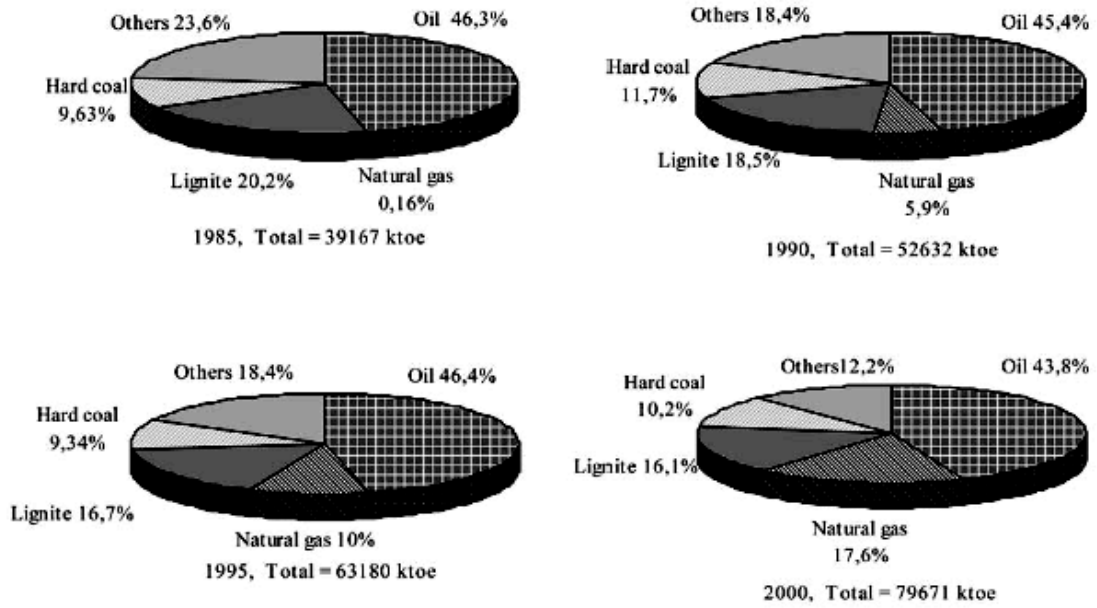 Others 23,6%
Oil 46,3%
Hard coal
9,63%
Lignite 20,2%
Natural gas
0,16%
1985, Total = 39167 ktoe
Others 18,4%
Oil 45,4%
Hard coal
11,7%
Lignite 18,5%
Natural gas
5,9%
1990, Total = 52632 ktoe
Others 18,4%
Oil 46,4%
Hard coal
9,34%
Lignite 16,7%
Natural gas 10%
1995, Total = 63180 ktoe
Others12,2%
Oil 43,8%
Hard coal
10,2%
Lignite 16,1%
Natural gas
17,6%
2000, Total = 79671 ktoe